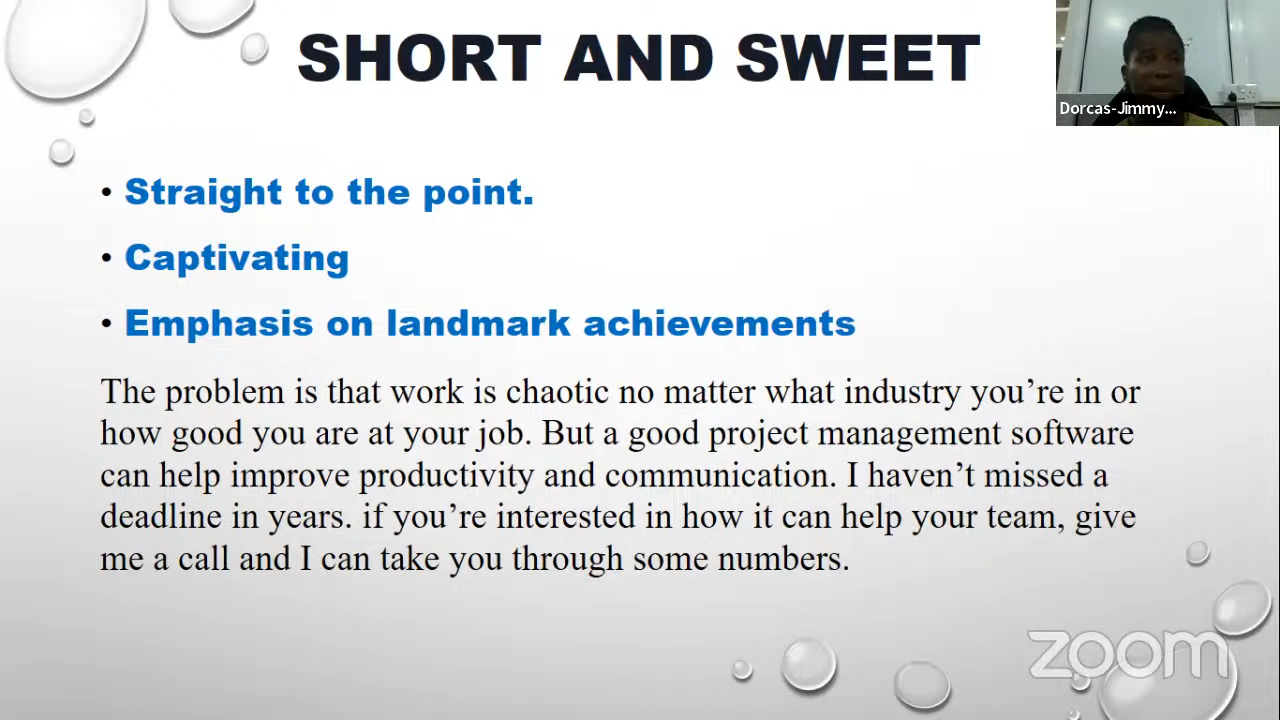 SHORT AND SWEET
Dorcas-Jimmy...
• Straight to the point.
• Captivating
• Emphasis on landmark achievements
The problem is that work is chaotic no matter what industry you’re in or
how good you are at your job. But a good project management software
can help improve productivity and communication. I haven’t missed a
deadline in years. if you’re interested in how it can help your team, give
me a call and I can take you through some numbers.
zoom